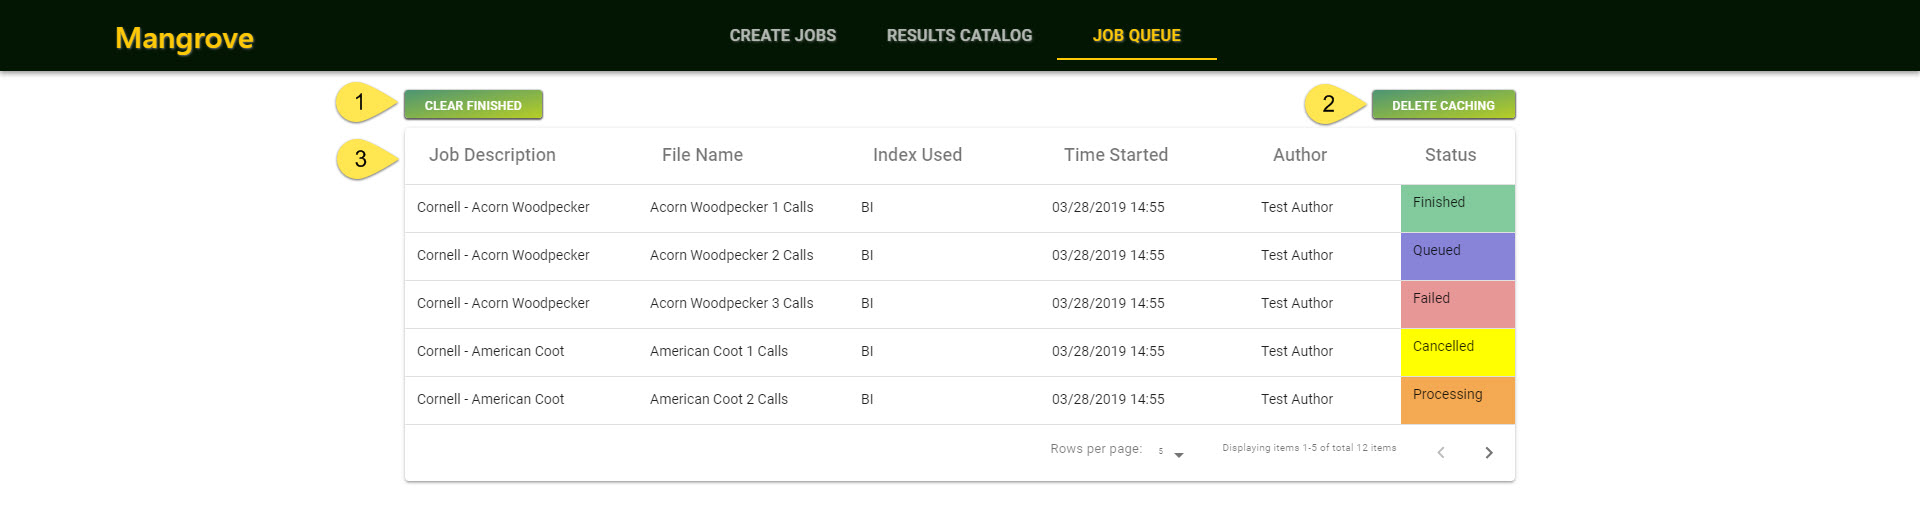 Mangrove CREATE JOBS RESULTS CATALOG JOB QUEUE
1 CLEAR FINISHED 2 DELETE CACHING
3 Job Description File Name Index Used Time Started Author Status
Cornell - Acorn Woodpecker Acorn Woodpecker 1 Calls BI 03/28/2019 14:55 Test Author Finished
Cornell - Acorn Woodpecker Acorn Woodpecker 2 Calls BI 03/28/2019 14:55 Test Author Queued
Cornell - Acorn Woodpecker Acorn Woodpecker 3 Calls BI 03/28/2019 14:55 Test Author Failed
Cornell - American Coot American Coot 1 Calls BI 03/28/2019 14:55 Test Author Cancelled
Cornell - American Coot American Coot 2 Calls BI 03/28/2019 14:55 Test Author Processing
Rows per page: 5 Displaying items 1-5 of total 12 items